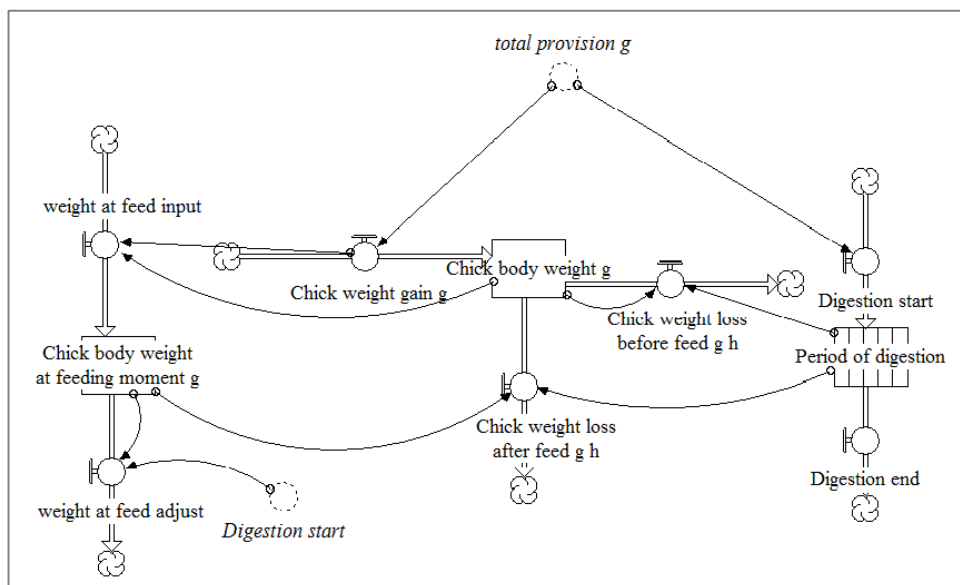 total provision g
weight at feed input
Chick body weight g
Chick weight gain g
Digestion start
Chick weight loss
before feed g h
Chick body weight
at feeding moment g
Period of digestion
Chick weight loss
after feed g h
Digestion end
weight at feed adjust
Digestion start